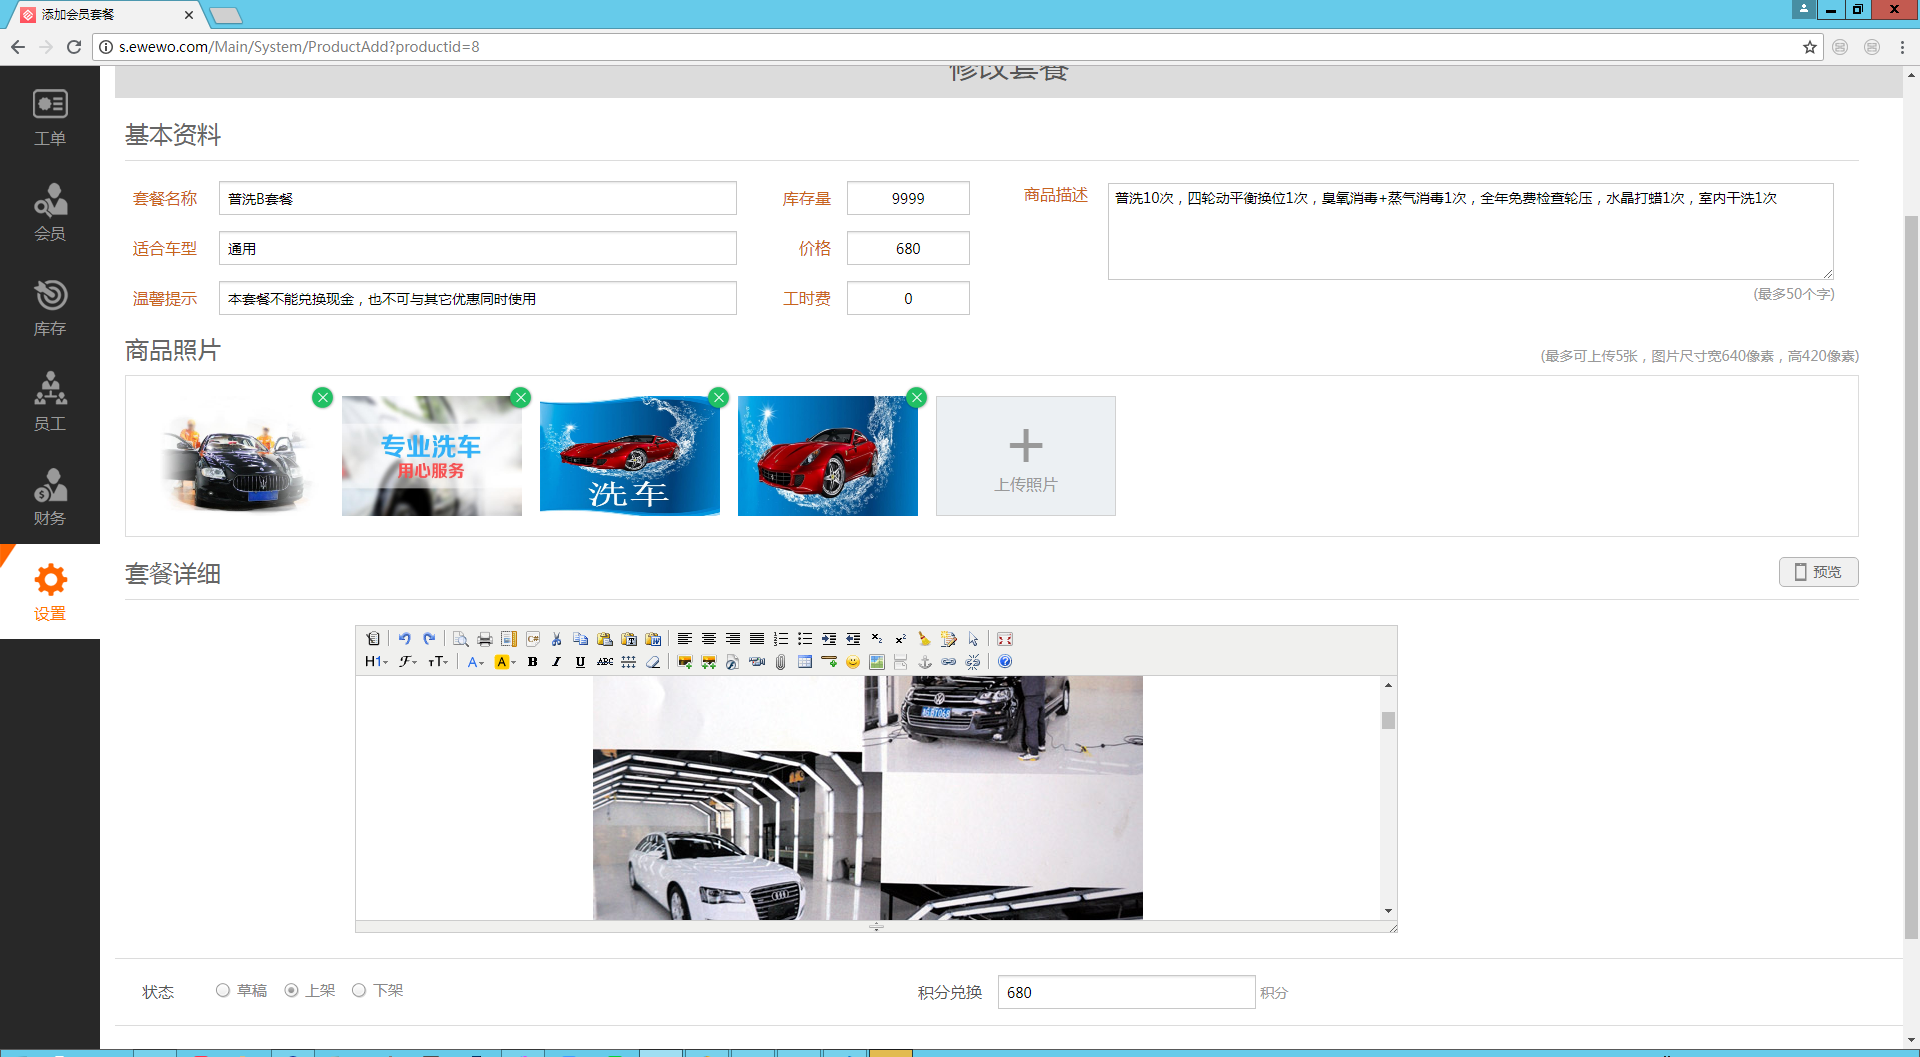 添加会员套餐
s.ewewo.com/Main/System/ProductAdd?productid=8
修改套餐
工单
会员
库存
员工
财务
设置
基本资料
套餐名称 普洗B套餐 库存量 9999 商品描述 普洗10次，四轮动平衡换位1次，臭氧消毒+蒸气消毒1次，全年免费检查轮压，水晶打蜡1次，室内干洗1次
适合车型 通用 价格 680
温馨提示 本套餐不能兑换现金，也不可与其它优惠同时使用 工时费 0 (最多50个字)
商品照片 (最多可上传5张，图片尺寸宽640像素，高420像素)
专业洗车
用心服务
洗车
上传照片
套餐详细 预览
H1 F TT A A B I U ABC
状态 草稿 上架 下架 积分兑换 680 积分